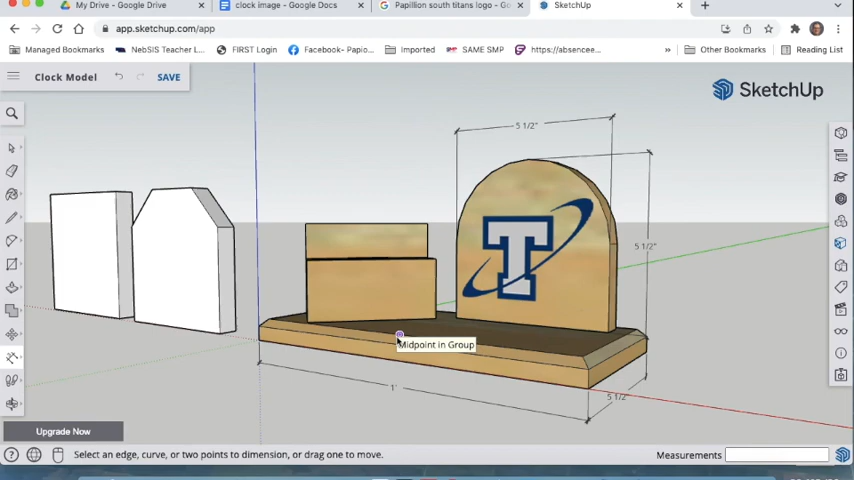 My Drive - Google Drive
clock image - Google Docs
Papillion south titans logo - Go
SketchUp
app.sketchup.com/app
Managed Bookmarks
NebSIS Teacher L...
FIRST Login
Facebook- Papio...
Imported
SAME SMP
https://absencee...
»
Other Bookmarks
Reading List
Clock Model
SAVE
SketchUp
5 1/2"
5 1/2"
T
Midpoint in Group
1'
5 1/2"
Upgrade Now
Select an edge, curve, or two points to dimension, or drag one to move.
Measurements